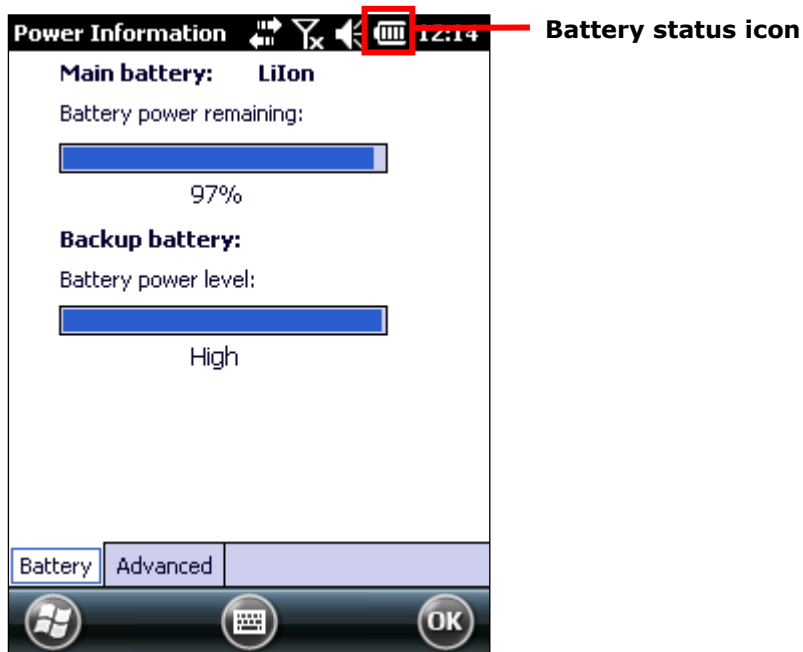 Power Information 12:14
Battery status icon
Main battery: LiIon
Battery power remaining:
97%
Backup battery:
Battery power level:
High
Battery Advanced
OK